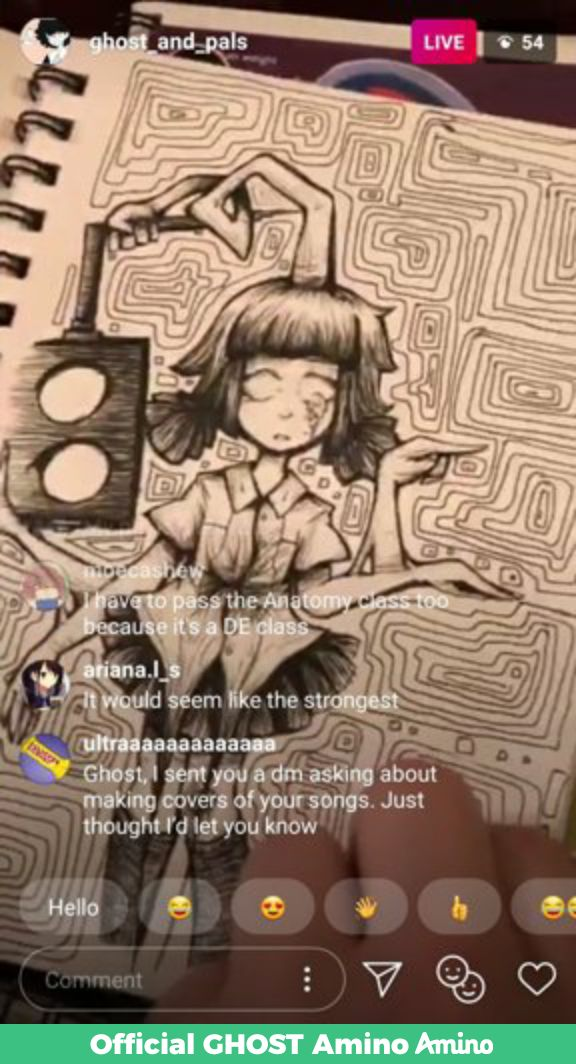 ghost_and_pals
LIVE
54
moecashew
I have to pass the Anatomy class too
because it's a DE class
ariana.l_s
It would seem like the strongest
ultraaaaaaaaaaaaaa
Ghost, I sent you a dm asking about
making covers of your songs. Just
thought I'd let you know
Hello
Comment
Official GHOST Amino Amino